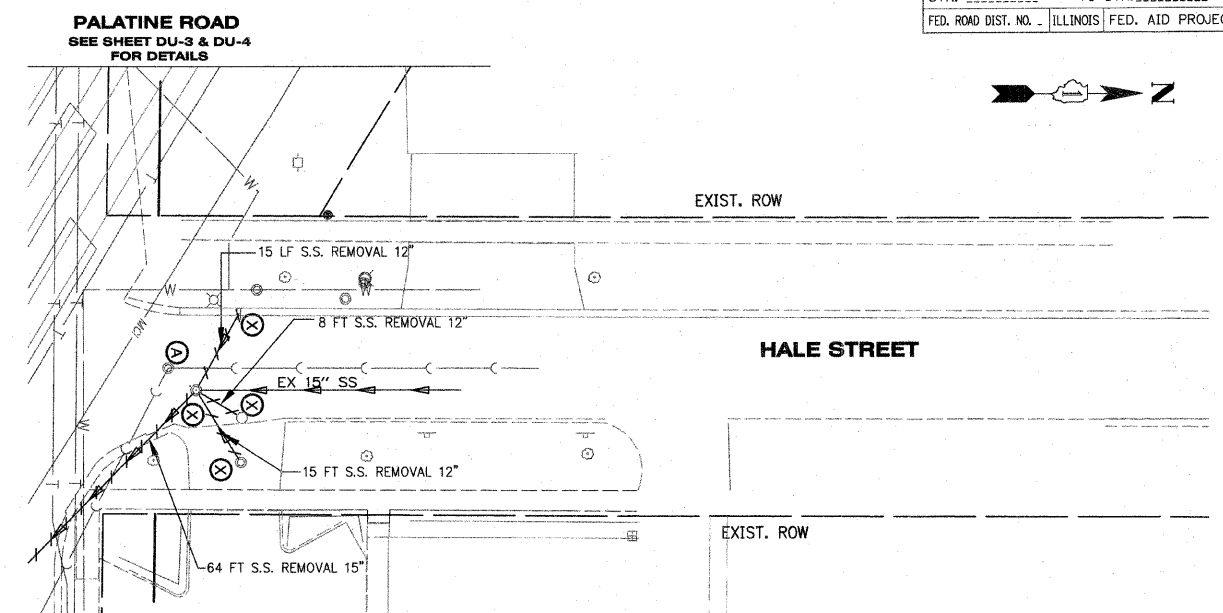 PALATINE ROAD
SEE SHEET DU-3 & DU-4
FOR DETAILS
FED. ROAD DIST. NO. _ ILLINOIS FED. AID PROJEC
N
EXIST. ROW
15 LF S.S. REMOVAL 12"
8 FT S.S. REMOVAL 12"
HALE STREET
EX 15" SS
15 FT S.S. REMOVAL 12"
EXIST. ROW
64 FT S.S. REMOVAL 15"
W
W
W
W
MC
A
X
X
X
X